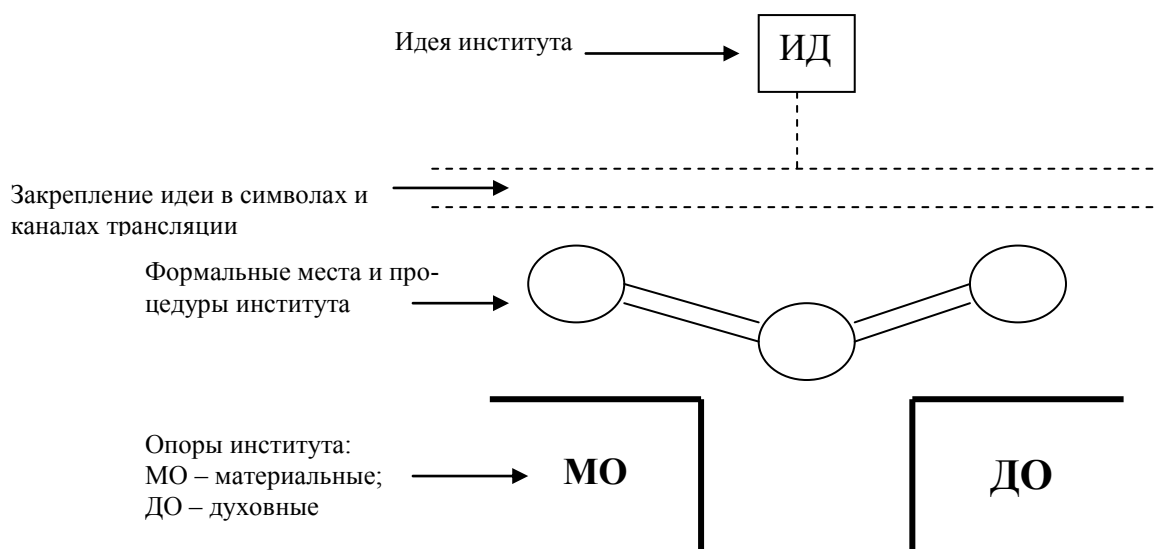 Идея института
ИД
Закрепление идеи в символах и
каналах трансляции
Формальные места и про-
цедуры института
Опоры института:
МО – материальные;
ДО – духовные
МО
ДО